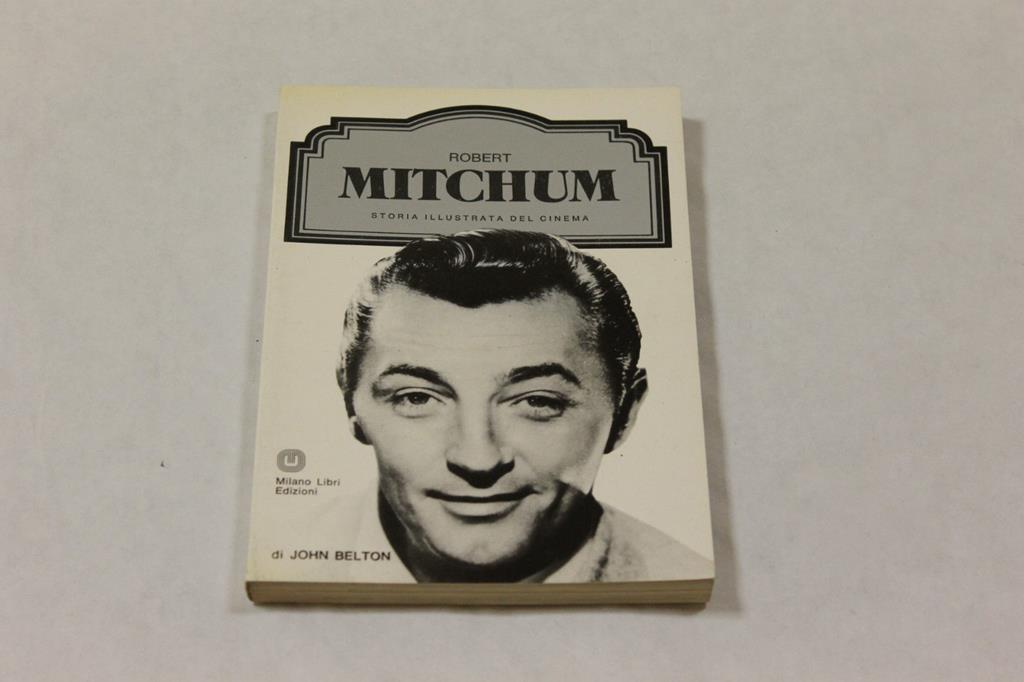 ROBERT
MITCHUM
STORIA ILLUSTRATA DEL CINEMA
Milano Libri
Edizioni
di JOHN BELTON